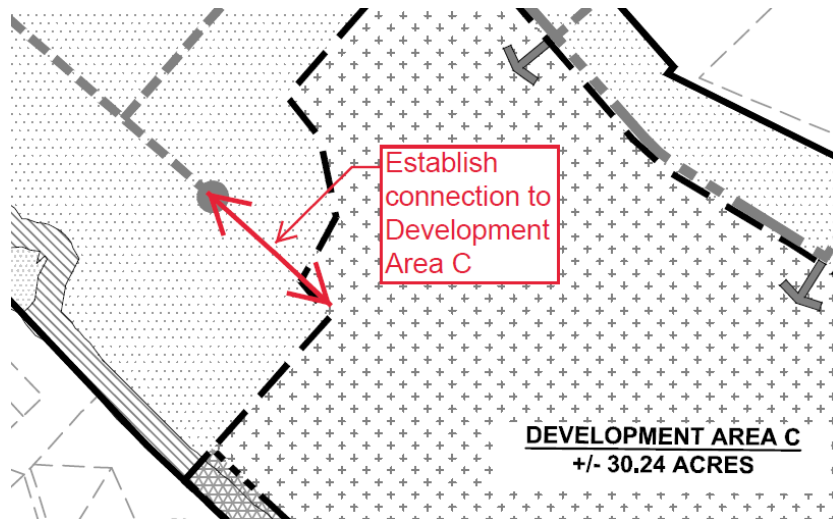 Establish
connection to
Development
Area C
DEVELOPMENT AREA C
+/- 30.24 ACRES